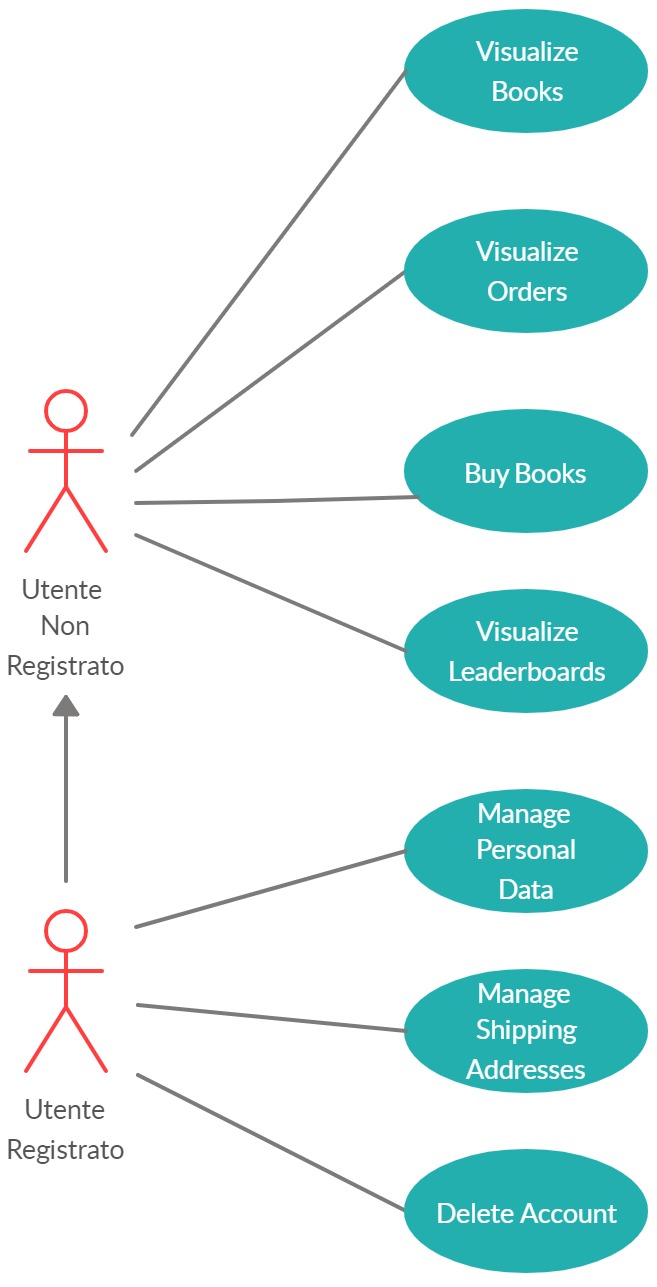 Visualize
Books
Visualize
Orders
Buy Books
Utente
Non
Registrato
Visualize
Leaderboards
Manage
Personal
Data
Manage
Shipping
Addresses
Utente
Registrato
Delete Account